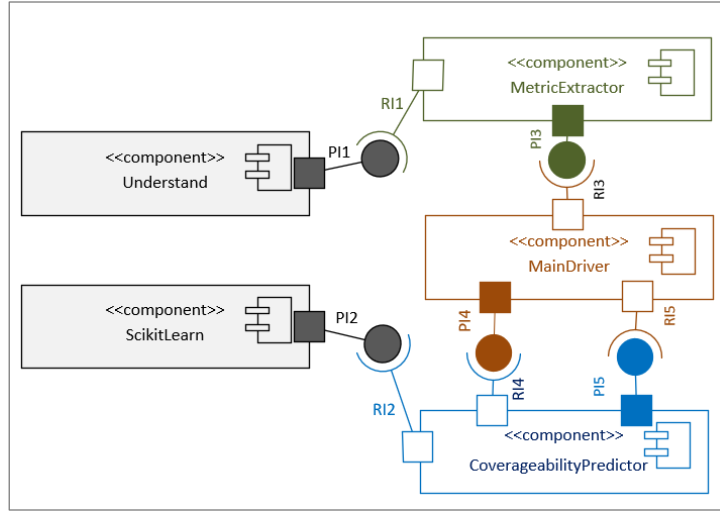 <<component>>
MetricExtractor
RI1
PI3
<<component>>
Understand
PI1
RI3
<<component>>
MainDriver
<<component>>
ScikitLearn
PI2
PI4
RI5
RI2
RI4
PI5
<<component>>
CoverageabilityPredictor